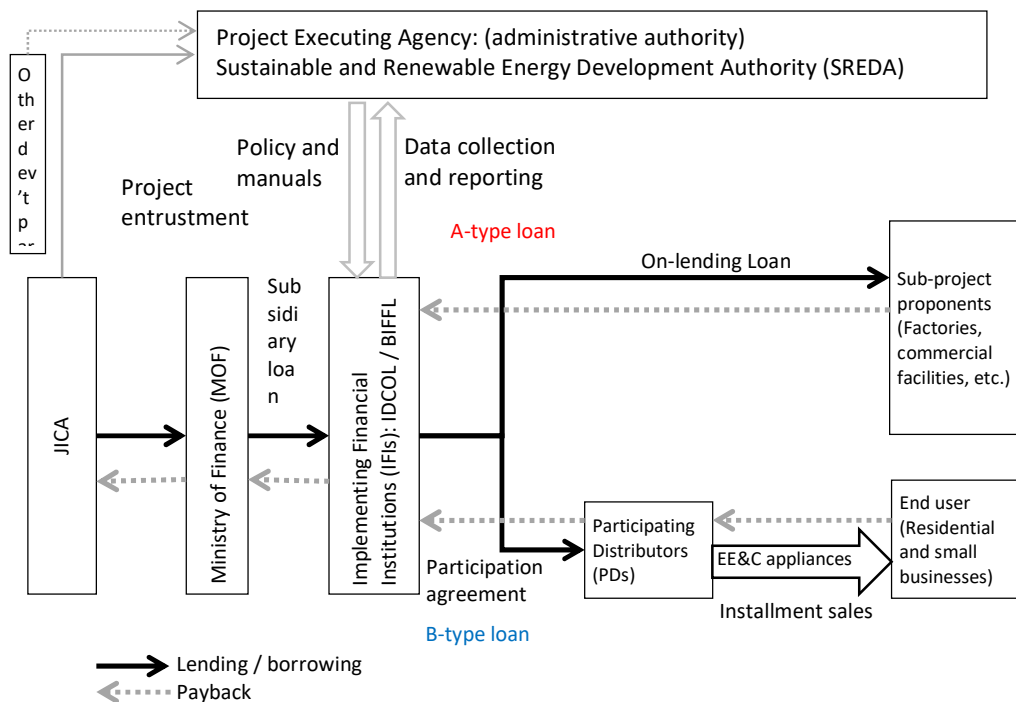 Project Executing Agency: (administrative authority)
Sustainable and Renewable Energy Development Authority (SREDA)
O
th
er
d
ev
't p
ar
Policy and
manuals
Data collection
and reporting
Project
entrustment
A-type loan
On-lending Loan
Sub-project
proponents
(Factories,
commercial
facilities, etc.)
Sub
sidi
ary
loa
n
JICA
Ministry of Finance (MOF)
Implementing Financial
Institutions (IFIs): IDCOL / BIFFL
Participation
agreement
B-type loan
Participating
Distributors
(PDs)
EE&C appliances
Installment sales
End user
(Residential
and small
businesses)
Lending / borrowing
Payback